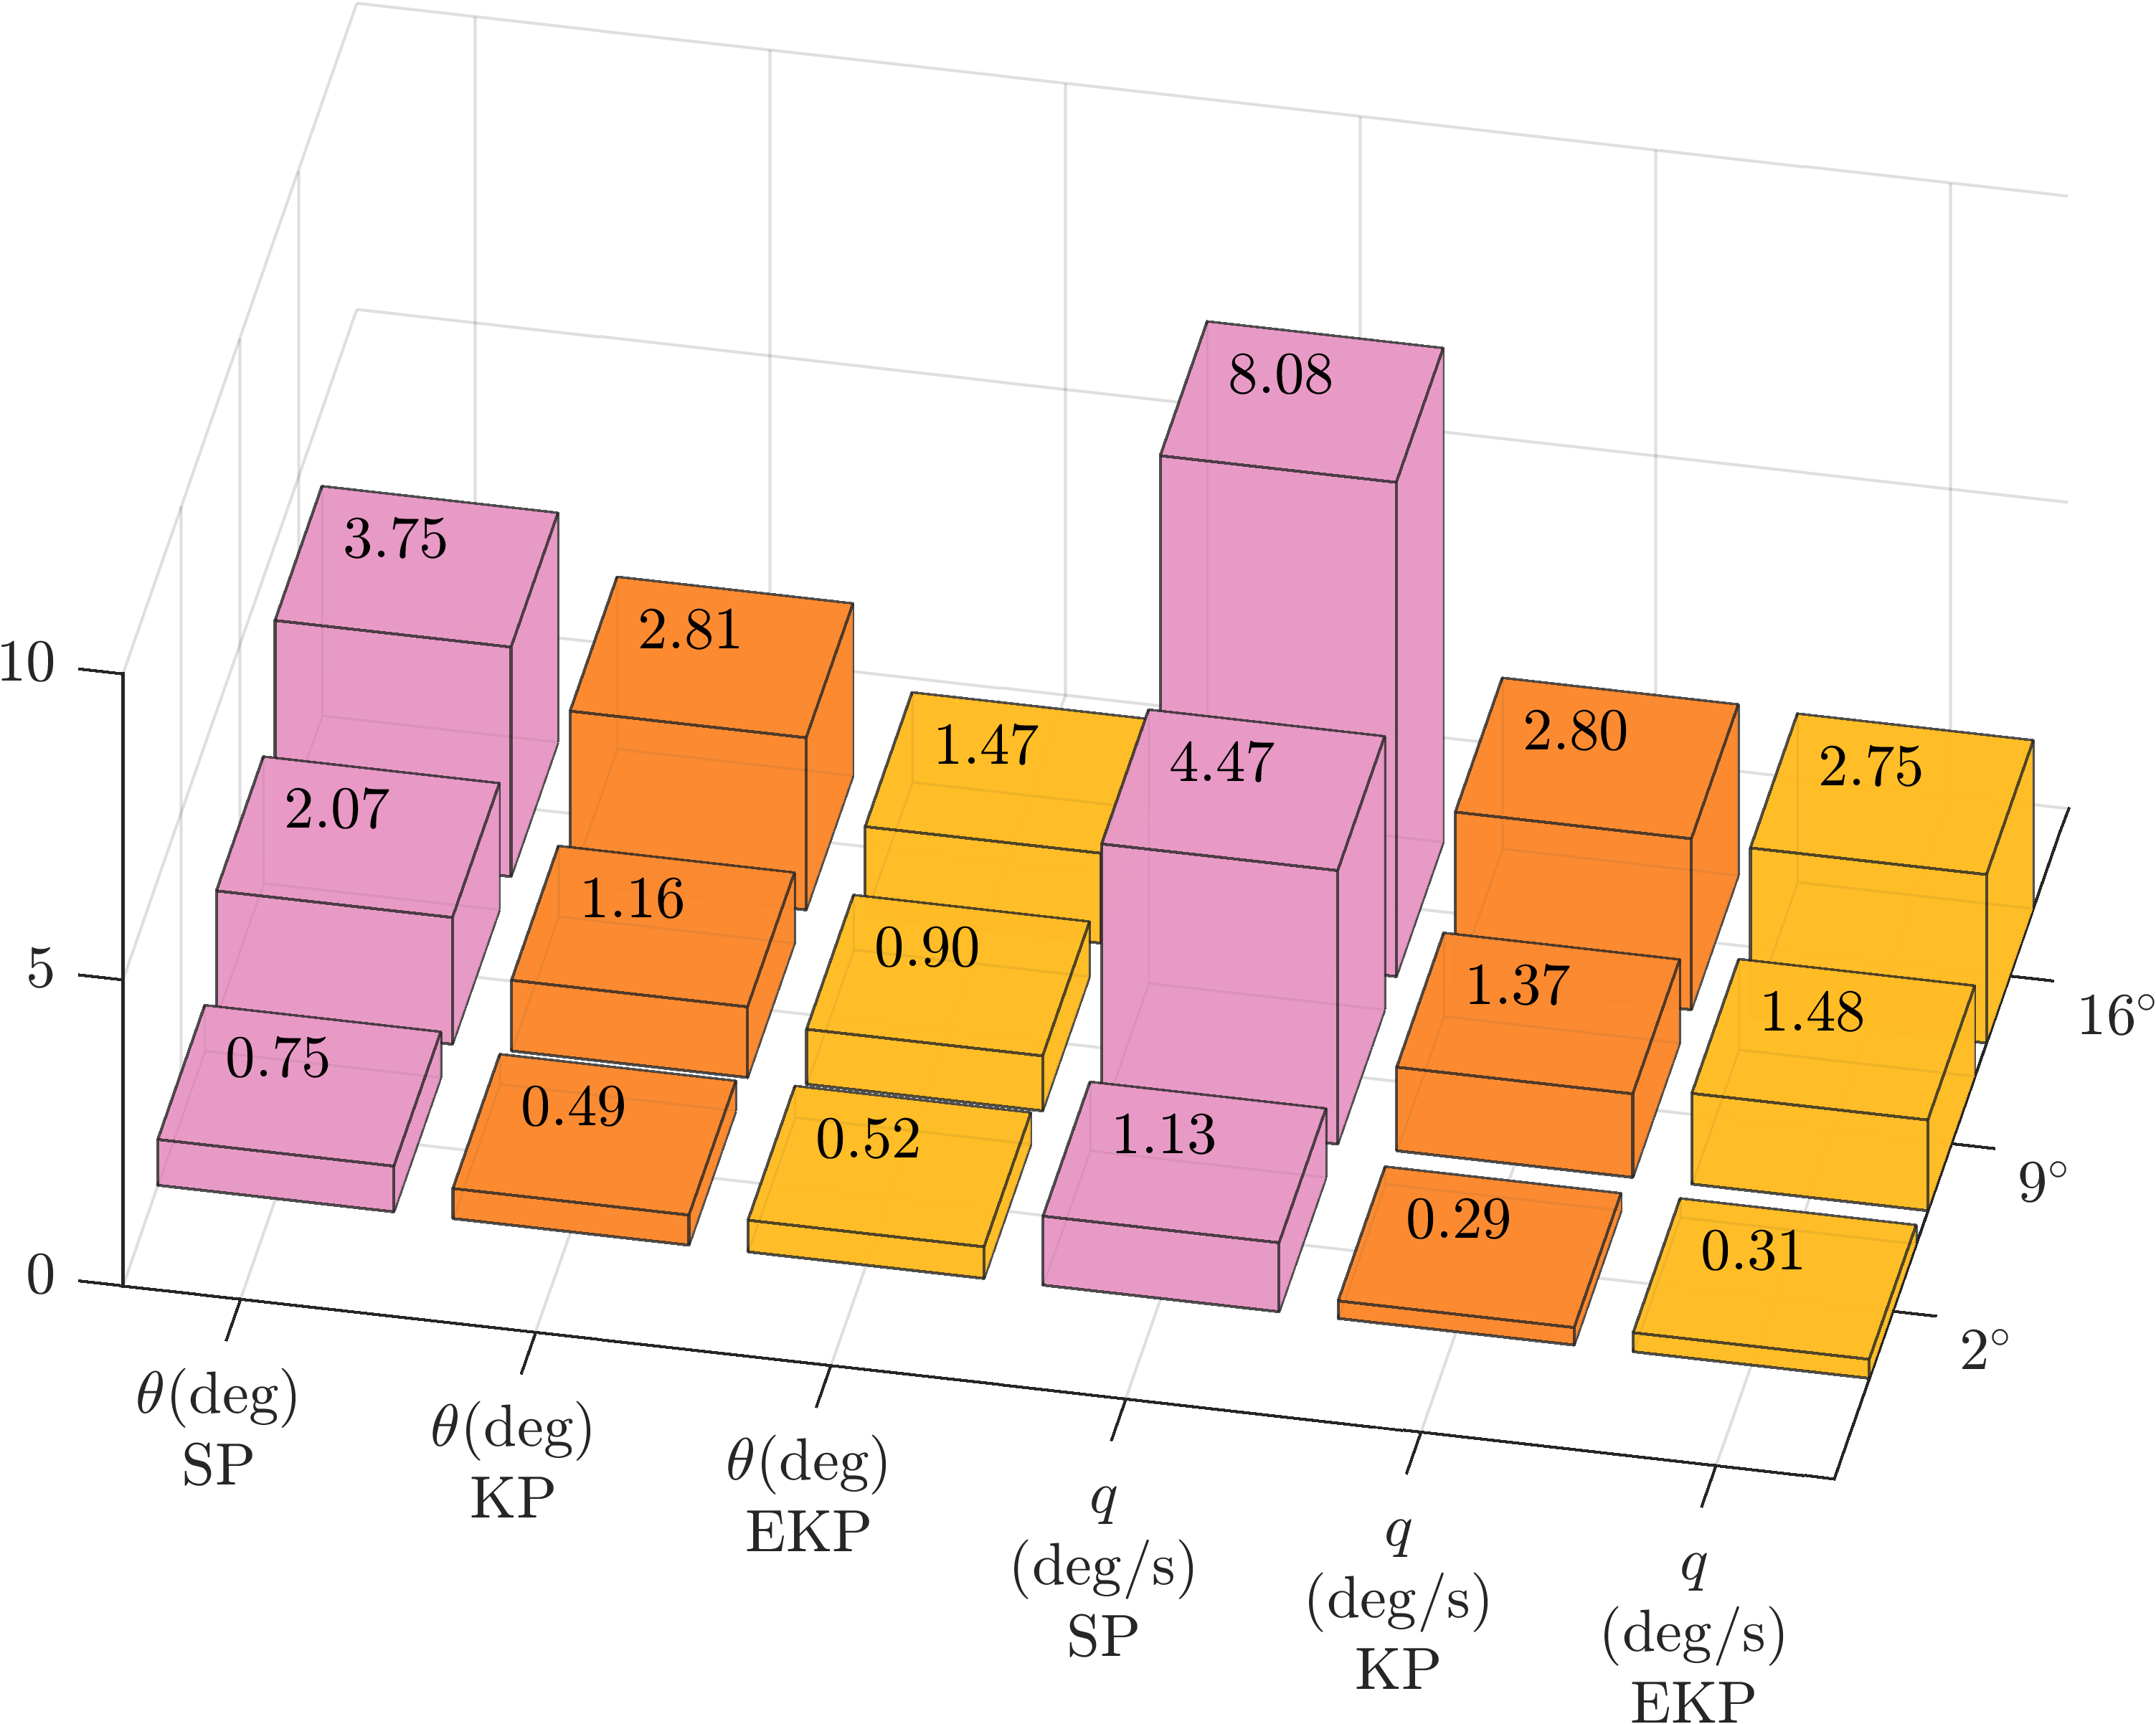 8.08
3.75
2.81
1.47
4.47
2.80
2.75
2.07
1.16
0.90
1.37
1.48
0.75
0.49
0.52
1.13
0.29
0.31
10
5
0
16°
9°
2°
θ(deg)
SP
θ(deg)
KP
θ(deg)
EKP
q
(deg/s)
SP
q
(deg/s)
KP
q
(deg/s)
EKP